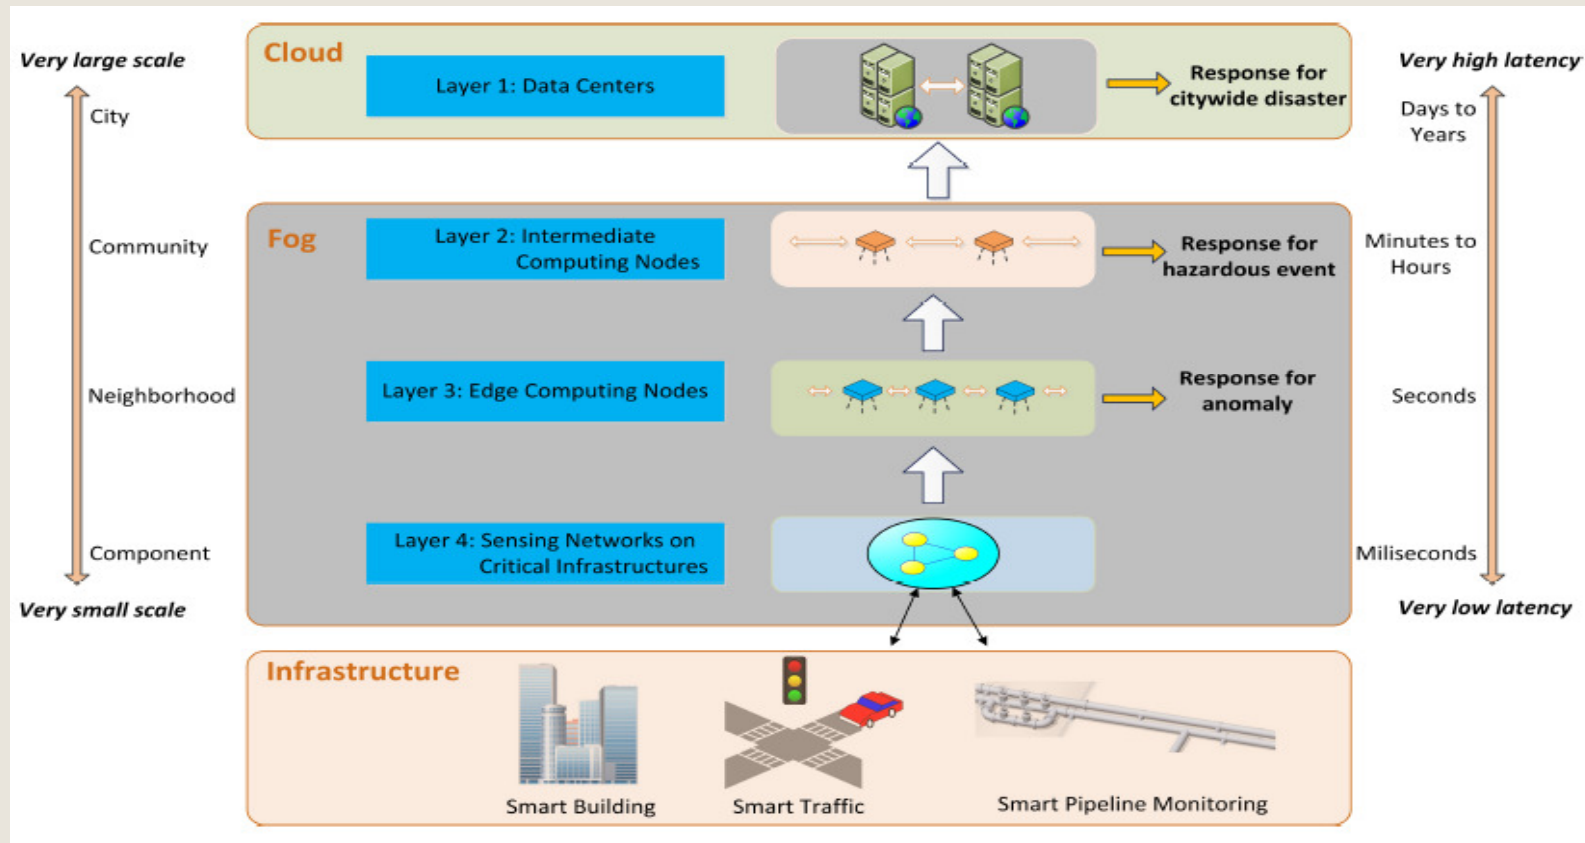 Very large scale
City
Community
Neighborhood
Component
Very small scale
Cloud
Layer 1: Data Centers
Response for
citywide disaster
Fog
Layer 2: Intermediate
Computing Nodes
Response for
hazardous event
Layer 3: Edge Computing Nodes
Response for
anomaly
Layer 4: Sensing Networks on
Critical Infrastructures
Infrastructure
Smart Building
Smart Traffic
Smart Pipeline Monitoring
Very high latency
Days to
Years
Minutes to
Hours
Seconds
Miliseconds
Very low latency